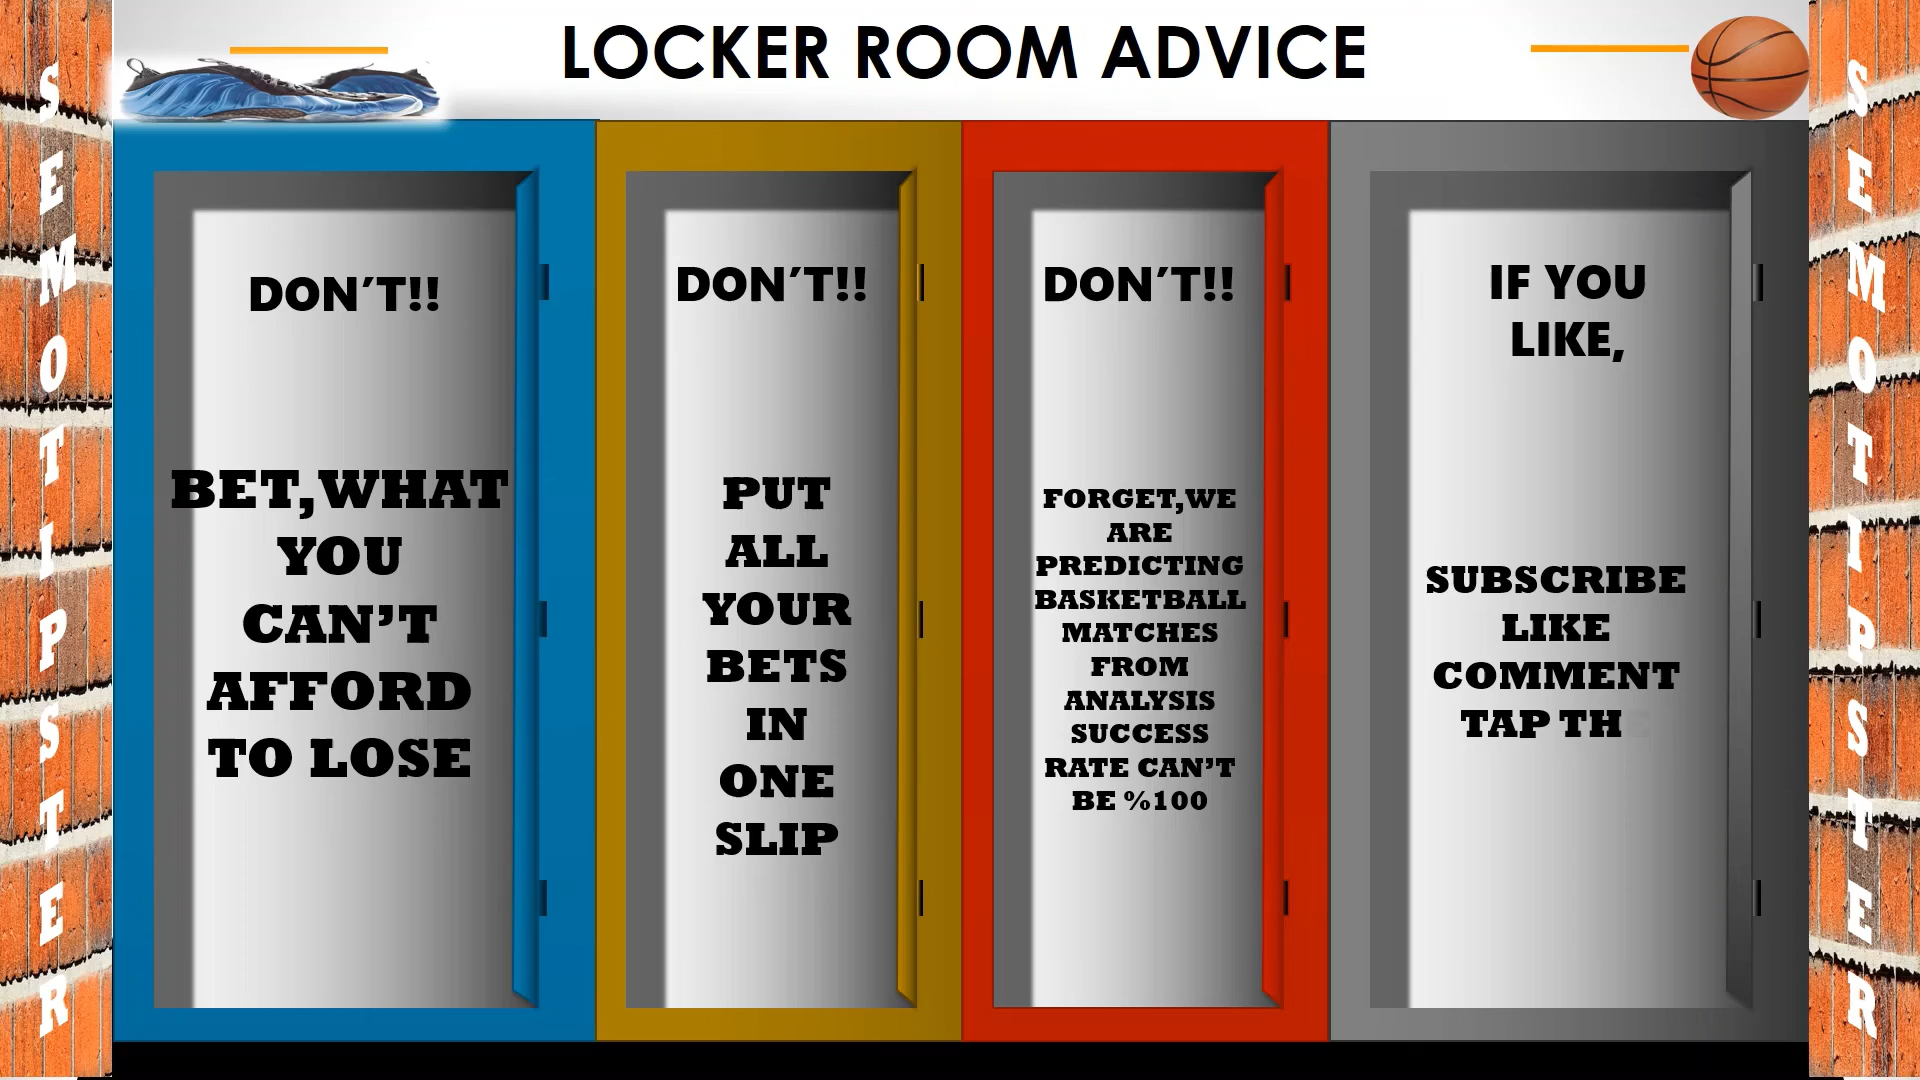 LOCKER ROOM ADVICE
SEMOTIPSTER
DON'T!!
BET,WHAT
YOU
CAN'T
AFFORD
TO LOSE
DON'T!!
PUT
ALL
YOUR
BETS
IN
ONE
SLIP
DON'T!!
FORGET,WE
ARE
PREDICTING
BASKETBALL
MATCHES
FROM
ANALYSIS
SUCCESS
RATE CAN'T
BE %100
IF YOU
LIKE,
SUBSCRIBE
LIKE
COMMENT
TAP TH
SEMOTIPSTER